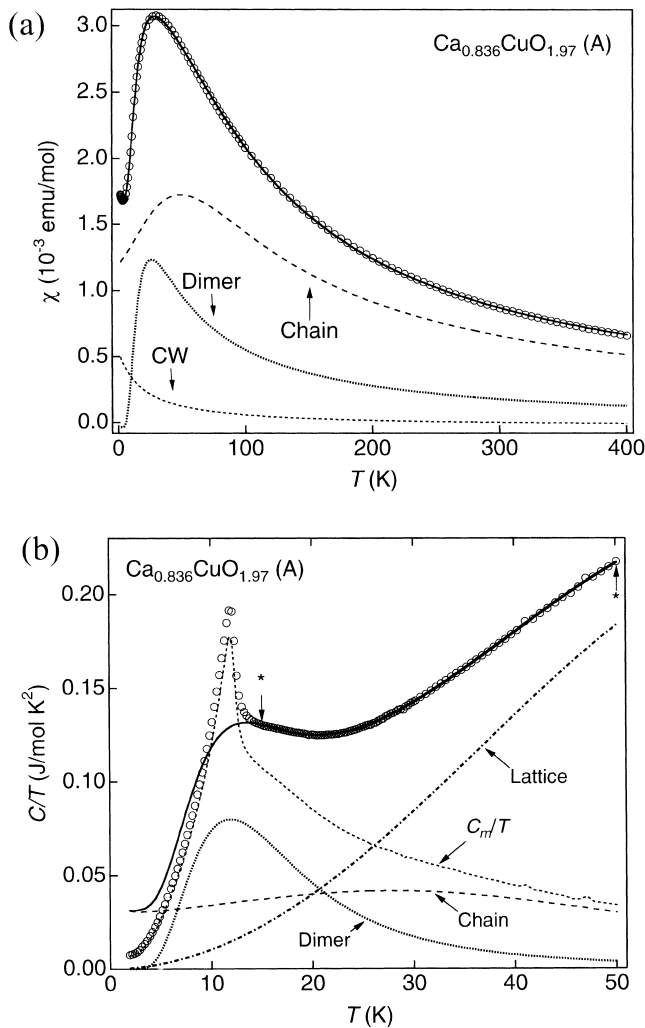 (a)
Ca0.836CuO1.97 (A)
3.0
2.5
2.0
1.5
1.0
0.5
0.0
χ (10-3 emu/mol)
Dimer
Chain
CW
0 100 200 300 400
T (K)
(b)
Ca0.836CuO1.97 (A)
0.20
0.15
0.10
0.05
0.00
C/T (J/mol K2)
*
*
Lattice
Cm/T
Chain
Dimer
0 10 20 30 40 50
T (K)